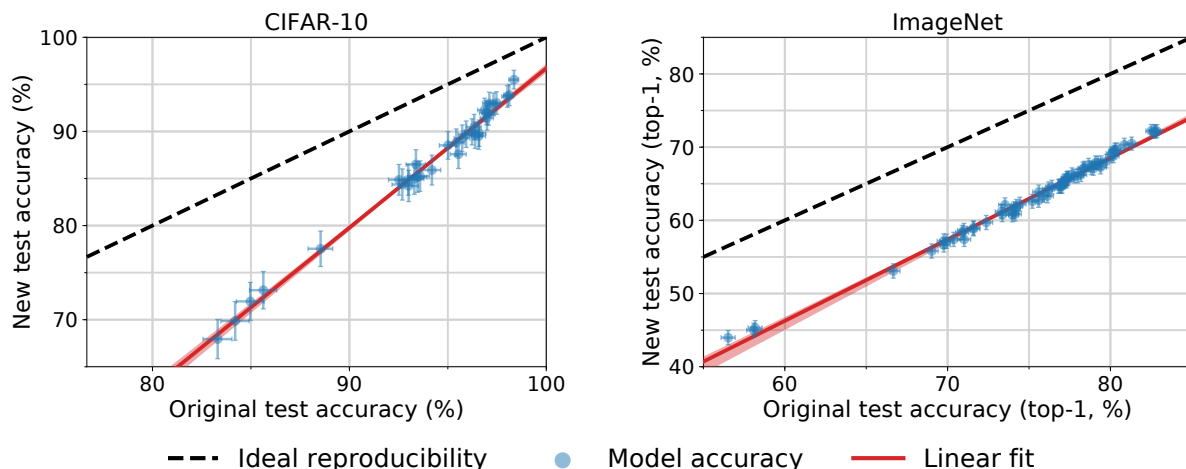 CIFAR-10
New test accuracy (%)
100
90
80
70
80
90
100
Original test accuracy (%)
ImageNet
New test accuracy (top-1, %)
80
70
60
50
40
60
70
80
Original test accuracy (top-1, %)
Ideal reproducibility
Model accuracy
Linear fit